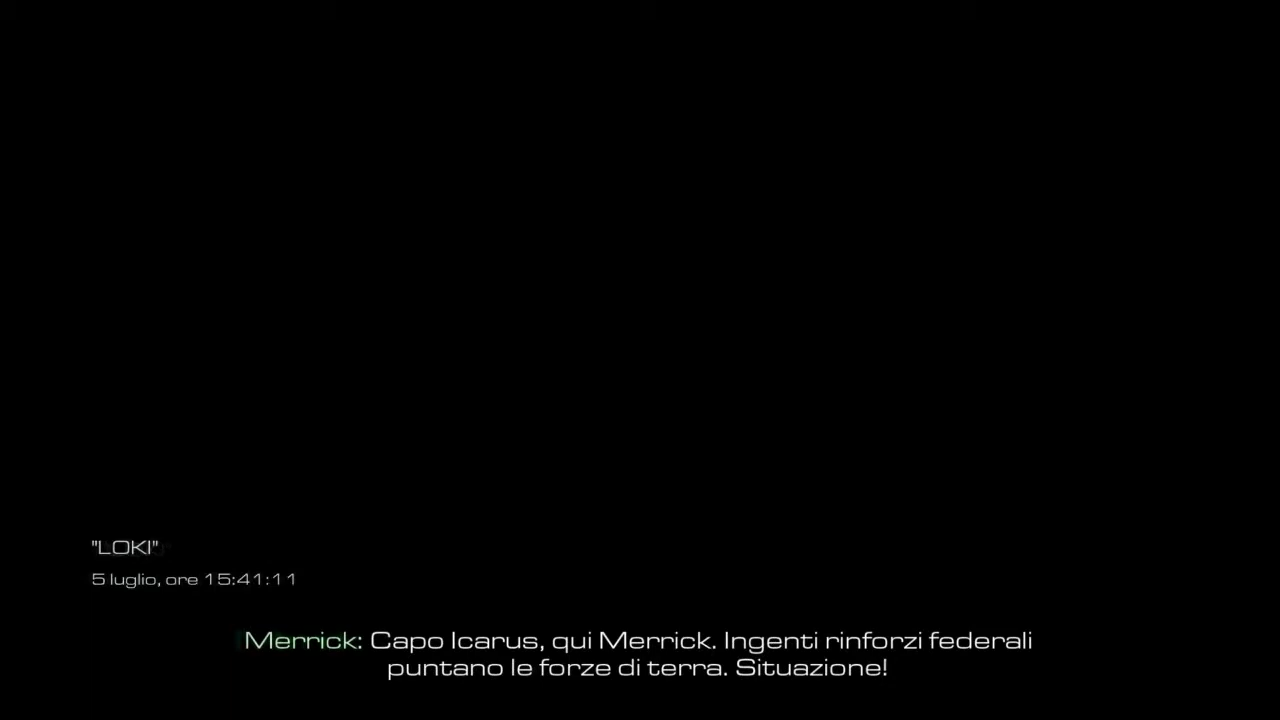 "LOKI"
5 luglio, ore 15:41:11
Merrick: Capo Icarus, qui Merrick. Ingenti rinforzi federali
puntano le forze di terra. Situazione!